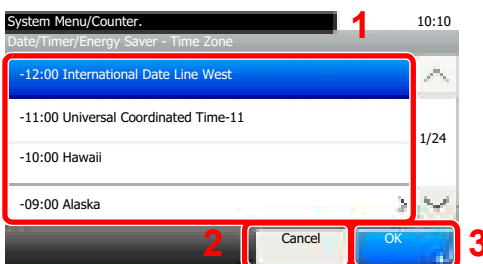 System Menu/Counter.
1
10:10
Date/Timer/Energy Saver - Time Zone
-12:00 International Date Line West
-11:00 Universal Coordinated Time-11
1/24
-10:00 Hawaii
-09:00 Alaska
2
Cancel
OK
3